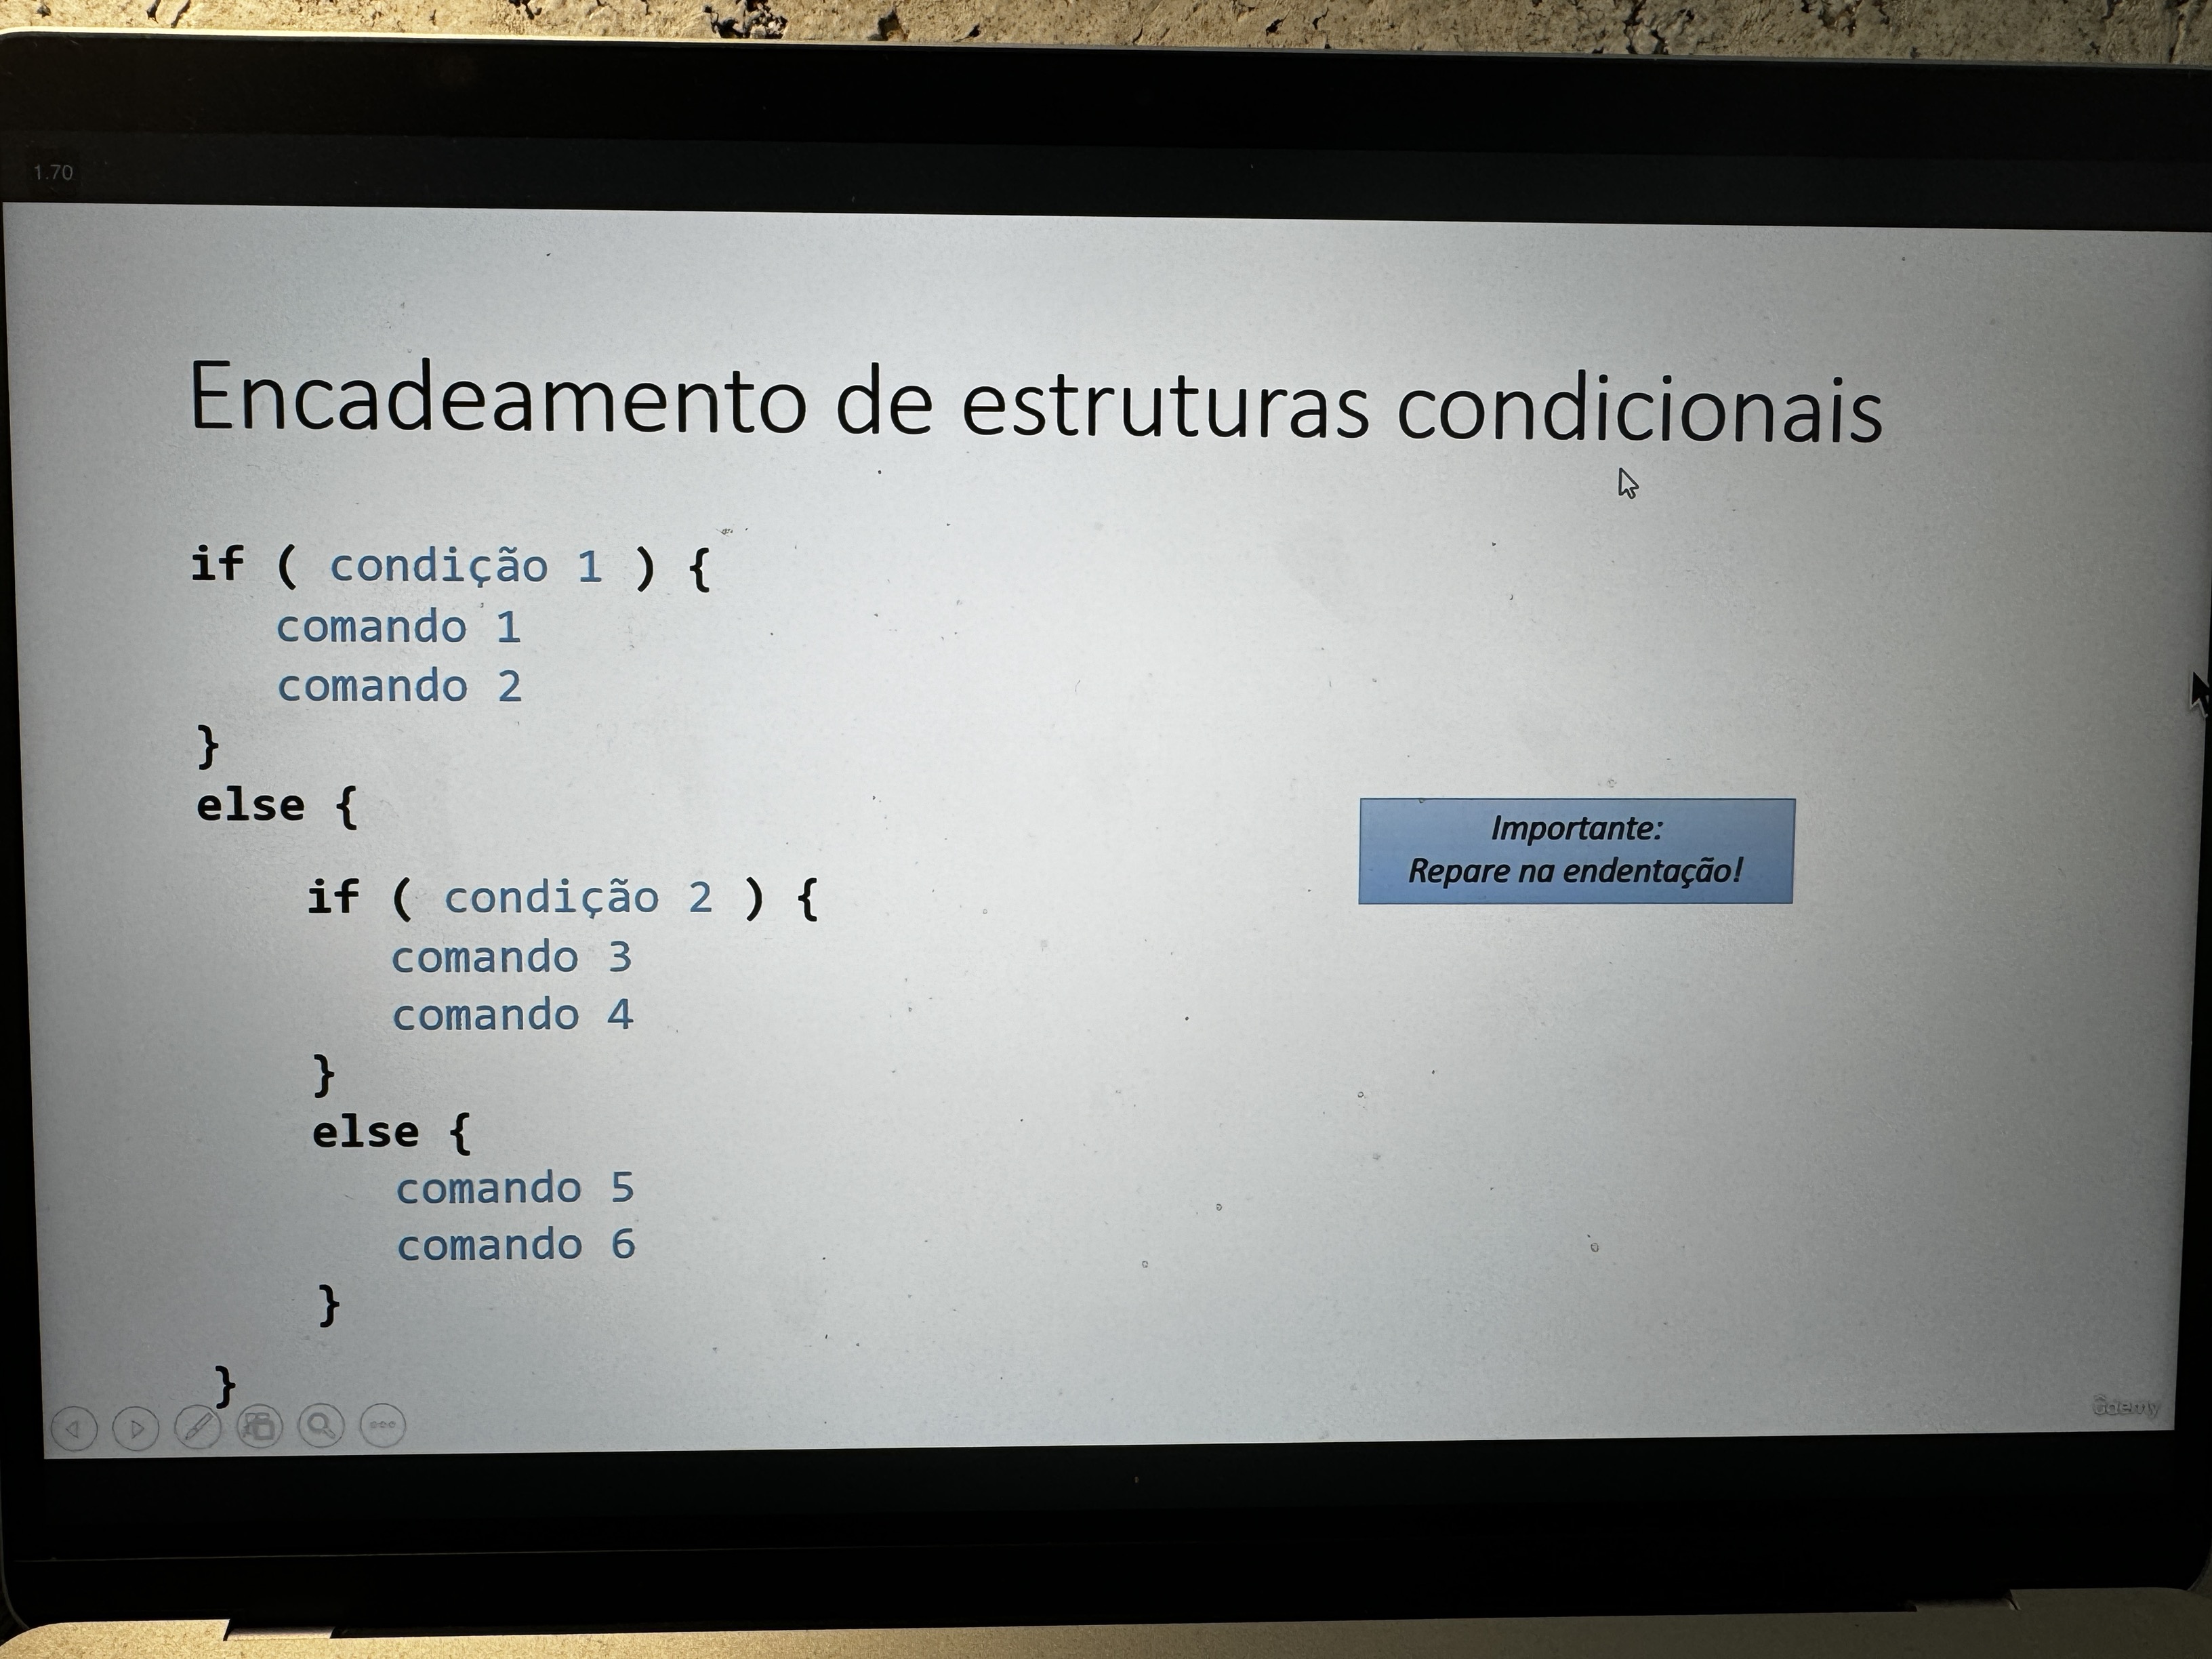 1.70
Encadeamento de estruturas condicionais
if ( condição 1 ) {
comando 1
comando 2
}
else {
if ( condição 2 ) {
comando 3
comando 4
}
else {
comando 5
comando 6
}
}
Importante:
Repare na endentação!
ûdemy